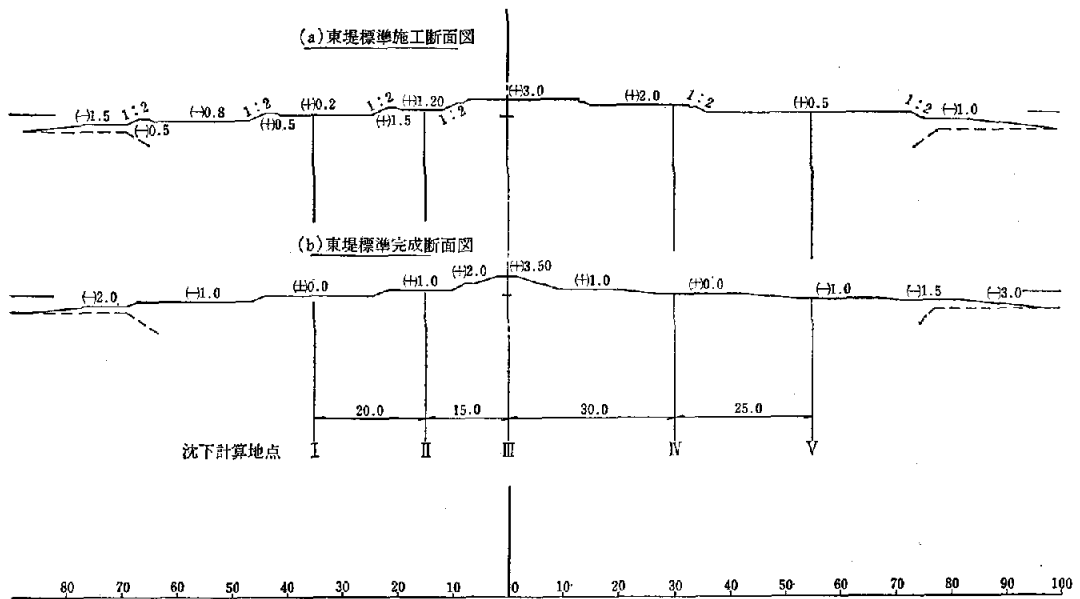 (a)東堤標準施工断面図
(+)3.0
(-)1.5 1:2 (-)0.8 1:2 (+)0.2 1:2 (+)1.20 (+)2.0 1:2 (+)0.5 1:2 (-)1.0
(-)0.5 (+)0.5 (+)1.5 1:2
(b)東堤標準完成断面図
(-)2.0 (-)1.0 (+)0.0 (+)1.0 (+)2.0 (+)3.50 (+)1.0 (+)0.0 (-)1.0 (-)1.5 (-)3.0
20.0 15.0 30.0 25.0
沈下計算地点 I II III IV V
80 70 60 50 40 30 20 10 0 10 20 30 40 50 60 70 80 90 100